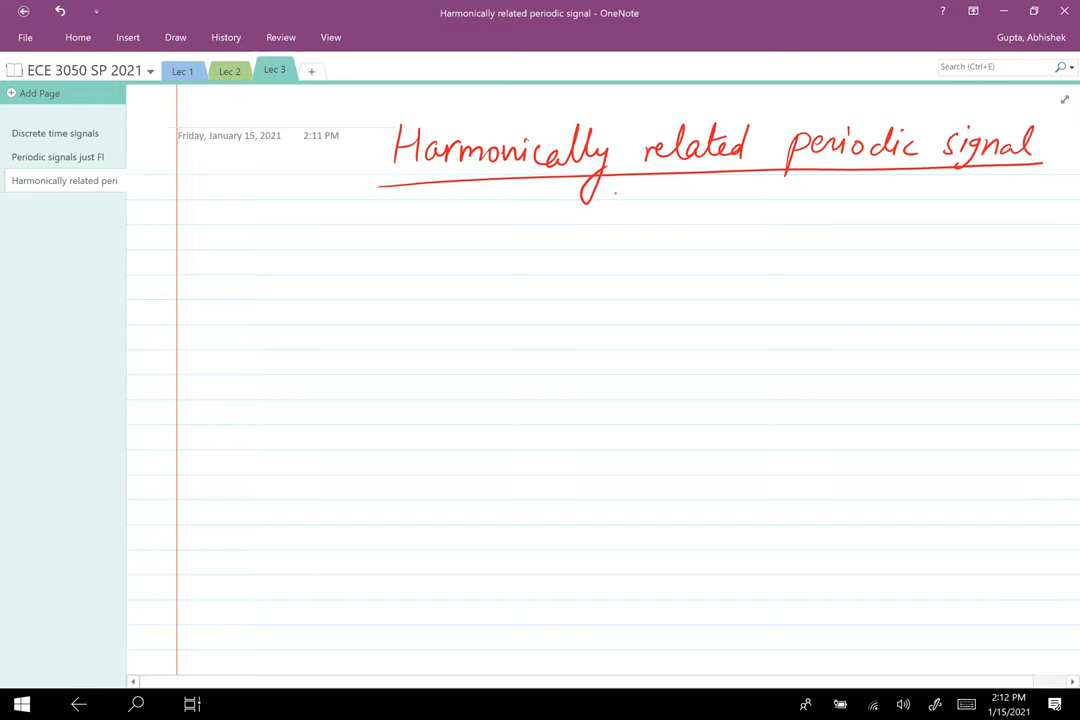 Harmonically related periodic signal - OneNote
?
File Home Insert Draw History Review View Gupta, Abhishek
ECE 3050 SP 2021 Lec 1 Lec 2 Lec 3 + Search (Ctrl+E)
Add Page
Discrete time signals
Periodic signals just FI
Harmonically related peri
Friday, January 15, 2021 2:11 PM
Harmonically related periodic signal
2:12 PM
1/15/2021